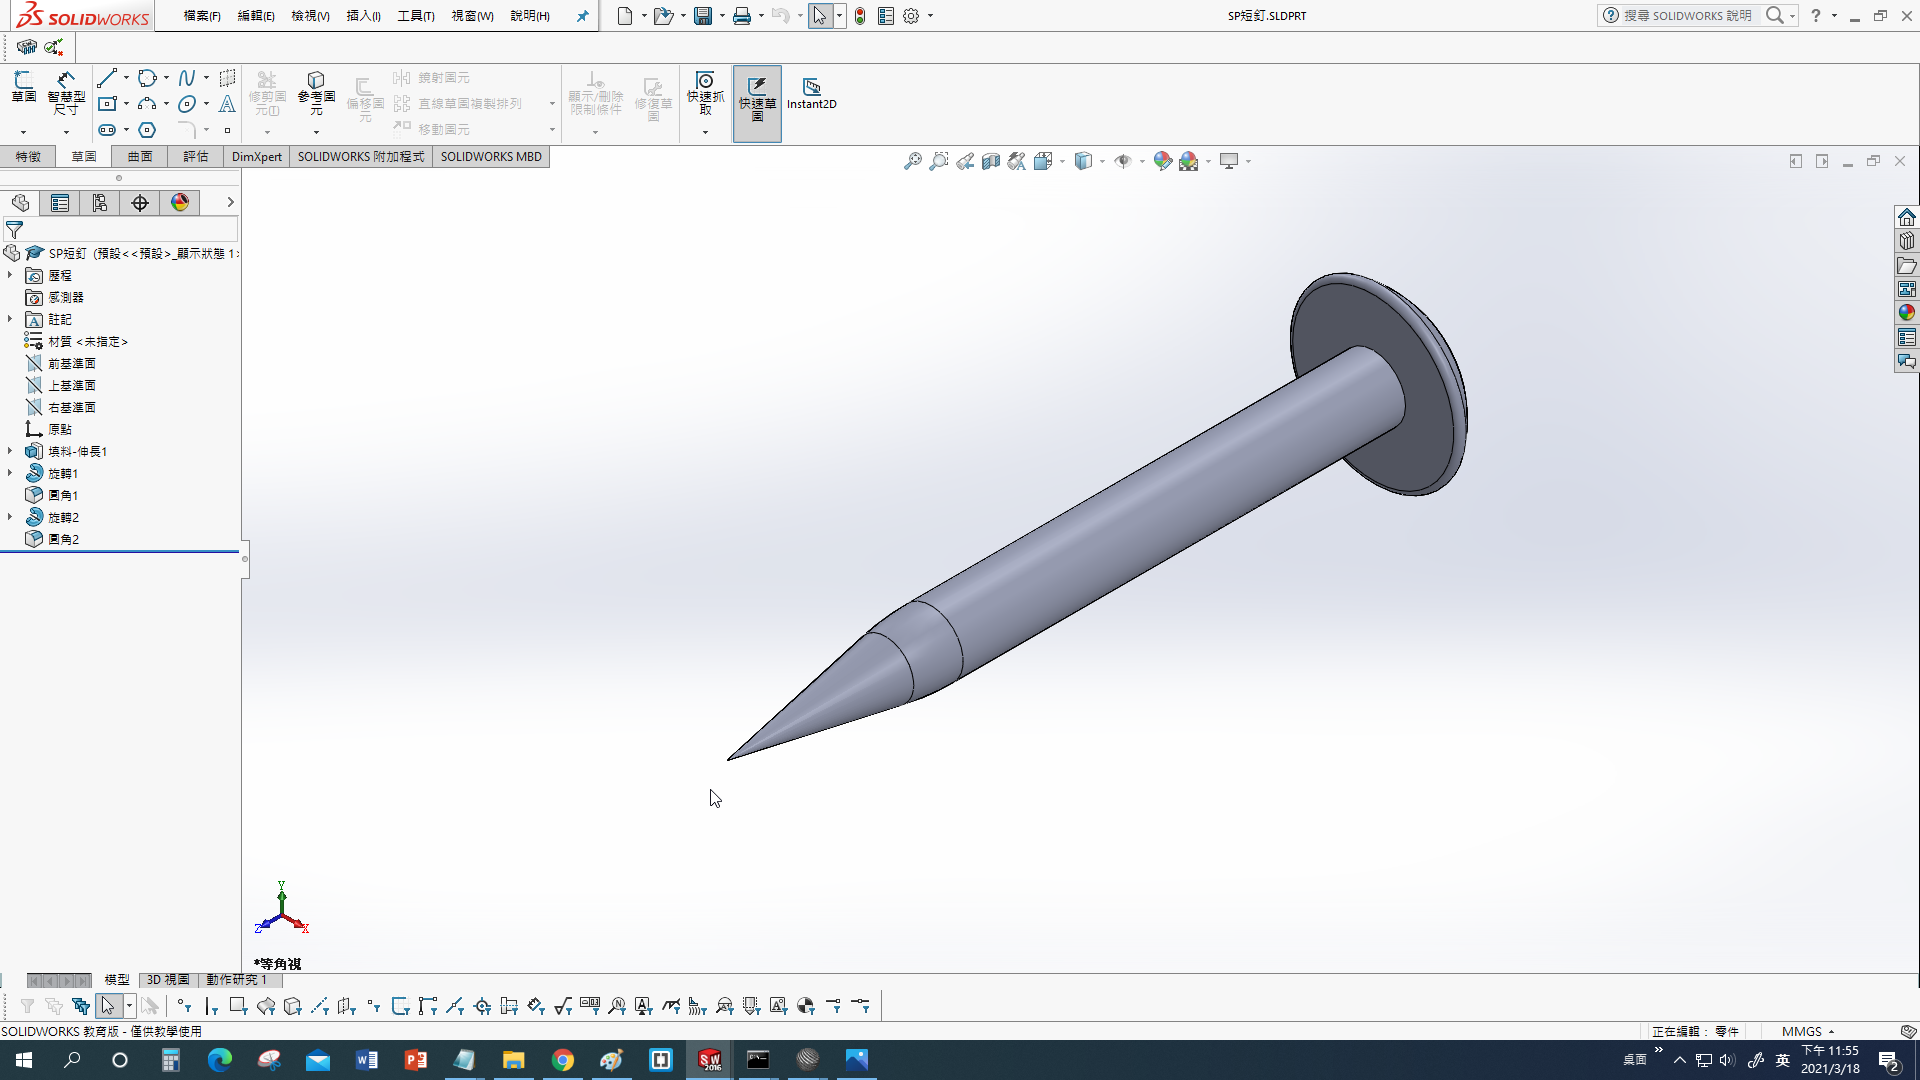 SOLIDWORKS
檔案(F) 編輯(E) 檢視(V) 插入(I) 工具(T) 視窗(W) 說明(H)
SP短釘.SLDPRT
搜尋 SOLIDWORKS 說明
?
草圖
智慧型尺寸
修剪圖元(I)
參考圖元
偏移圖元
鏡射圖元
直線草圖複製排列
移動圖元
顯示/刪除限制條件
修復草圖
快速抓取
快速草圖
Instant2D
特徵 草圖 曲面 評估 DimXpert SOLIDWORKS 附加程式 SOLIDWORKS MBD
SP短釘 (預設<<預設>_顯示狀態 1>
歷程
感測器
註記
材質 <未指定>
前基準面
上基準面
右基準面
原點
填料-伸長1
旋轉1
圓角1
旋轉2
圓角2
Y
Z
X
*等角視
模型 3D 視圖 動作研究 1
SOLIDWORKS 教育版 - 僅供教學使用
正在編輯: 零件
MMGS
SW
2016
桌面
英
下午 11:55
2021/3/18
2